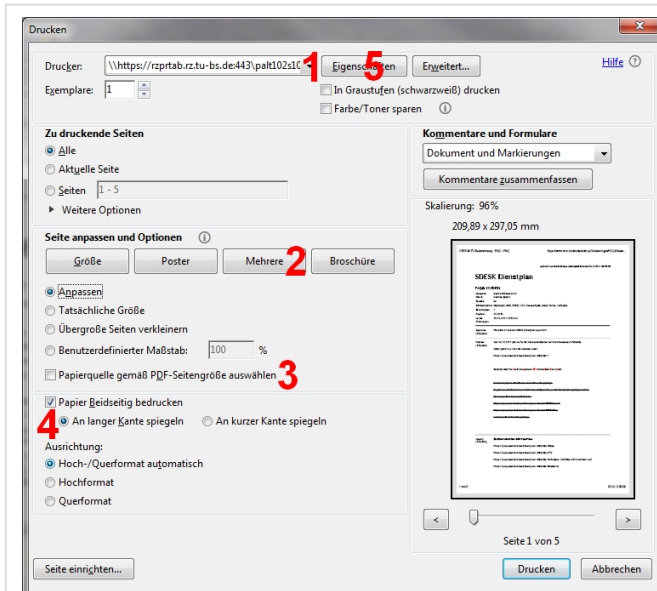 Drucken
Drucker: \\https://rzprtab.rz.tu-bs.de:443\palt102s10 1 Eigenschaften 5 Erweitert... Hilfe
Exemplare: 1 In Graustufen (schwarzweiß) drucken
Farbe/Toner sparen
Zu druckende Seiten Kommentare und Formulare
Alle Dokument und Markierungen
Aktuelle Seite
Seiten 1 - 5 Kommentare zusammenfassen
Weitere Optionen
Skalierung: 96%
209,89 x 297,05 mm
Seite anpassen und Optionen
Größe Poster Mehrere 2 Broschüre
SDESK Dienstplan
Anpassen
Tatsächliche Größe
Übergroße Seiten verkleinern
Benutzerdefinierter Maßstab: 100 %
Papierquelle gemäß PDF-Seitengröße auswählen 3
Papier Beidseitig bedrucken
4 An langer Kante spiegeln An kurzer Kante spiegeln
Ausrichtung:
Hoch-/Querformat automatisch
Hochformat
Querformat
< >
Seite 1 von 5
Seite einrichten... Drucken Abbrechen